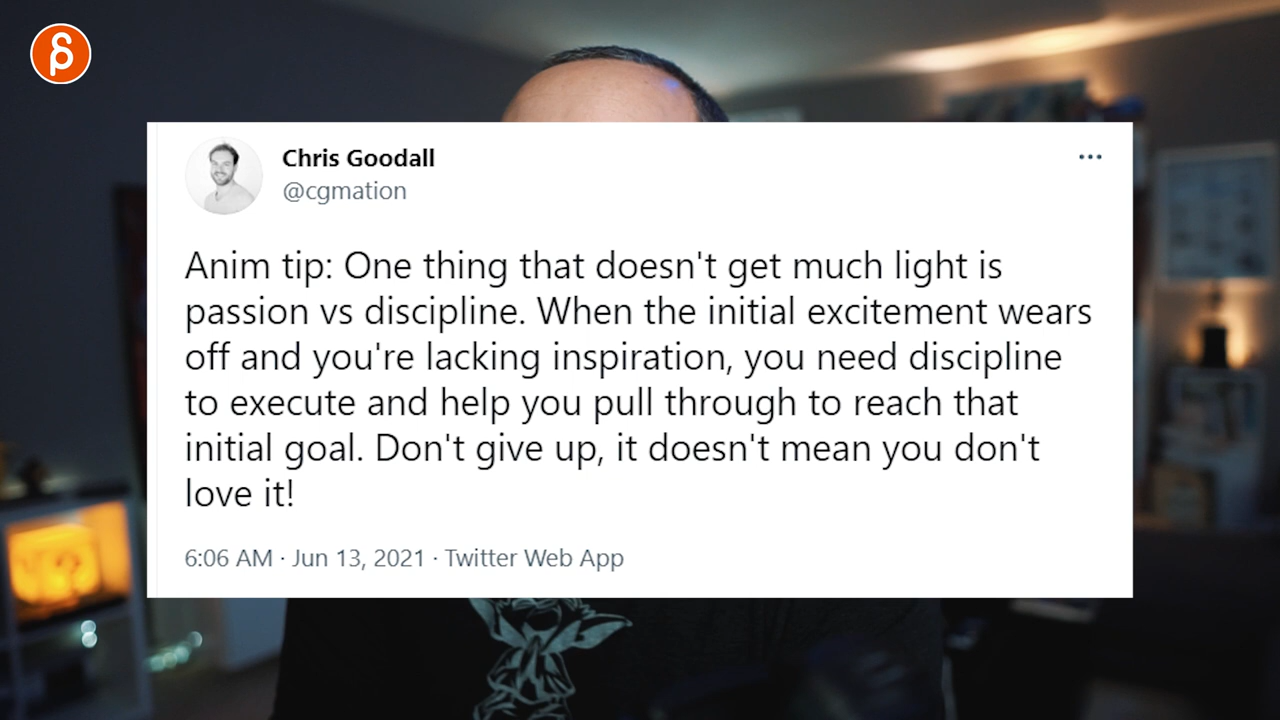 Chris Goodall
@cgmation
Anim tip: One thing that doesn't get much light is
passion vs discipline. When the initial excitement wears
off and you're lacking inspiration, you need discipline
to execute and help you pull through to reach that
initial goal. Don't give up, it doesn't mean you don't
love it!
6:06 AM · Jun 13, 2021 · Twitter Web App